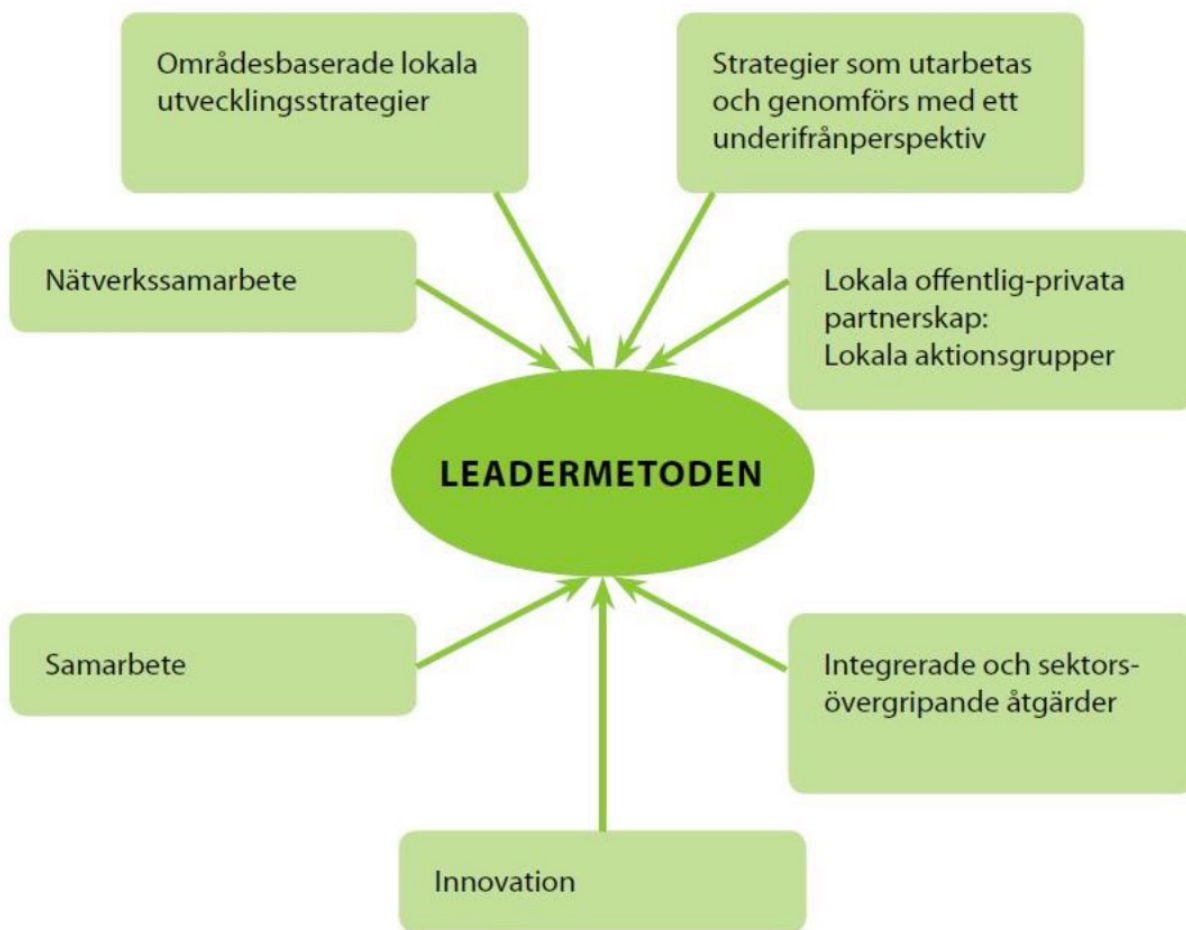 Områdesbaserade lokala
utvecklingsstrategier
Strategier som utarbetas
och genomförs med ett
underifrånperspektiv
Nätverkssamarbete
Lokala offentlig-privata
partnerskap:
Lokala aktionsgrupper
LEADERMETODEN
Samarbete
Integrerade och sektors-
övergripande åtgärder
Innovation